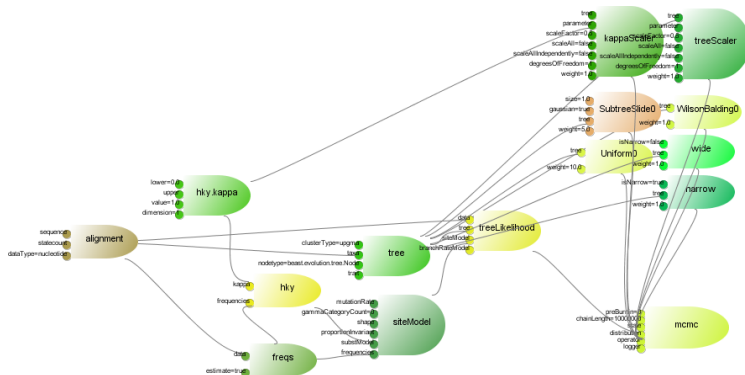 tree
parameter
scaleFactor=0.5
scaleAll=false
scaleAllIndependently=false
degreesOfFreedom=1
weight=1.0
kappaScaler
tree
parameter
scaleAll=false
scaleAllIndependently=false
degreesOfFreedom=1
weight=1.0
treeScaler
size=1.0
gaussian=true
tree
weight=5.0
SubtreeSlide0
tree
weight=1.0
WilsonBalding0
tree
weight=10.0
Uniform0
isNarrow=false
tree
weight=1.0
wide
isNarrow=true
tree
weight=1.0
narrow
lower=0.0
upper
value=1.0
dimension=1
hky.kappa
sequence
statecount
dataType=nucleotide
alignment
clusterType=upgma
taxa
nodetype=beast.evolution.tree.Node
trait
tree
data
tree
siteModel
branchRateModel
treeLikelihood
kappa
frequencies
hky
mutationRate
gammaCategoryCount=0
shape
proportionInvariant
substModel
frequencies
siteModel
data
estimate=true
freqs
state
distribution
operator
logger
mcmc